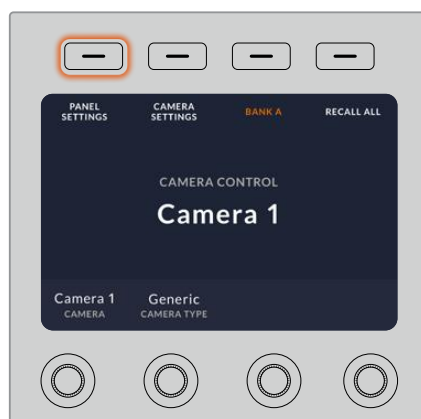 PANEL
SETTINGS
CAMERA
SETTINGS
BANK A
RECALL ALL
CAMERA CONTROL
Camera 1
Camera 1
CAMERA
Generic
CAMERA TYPE